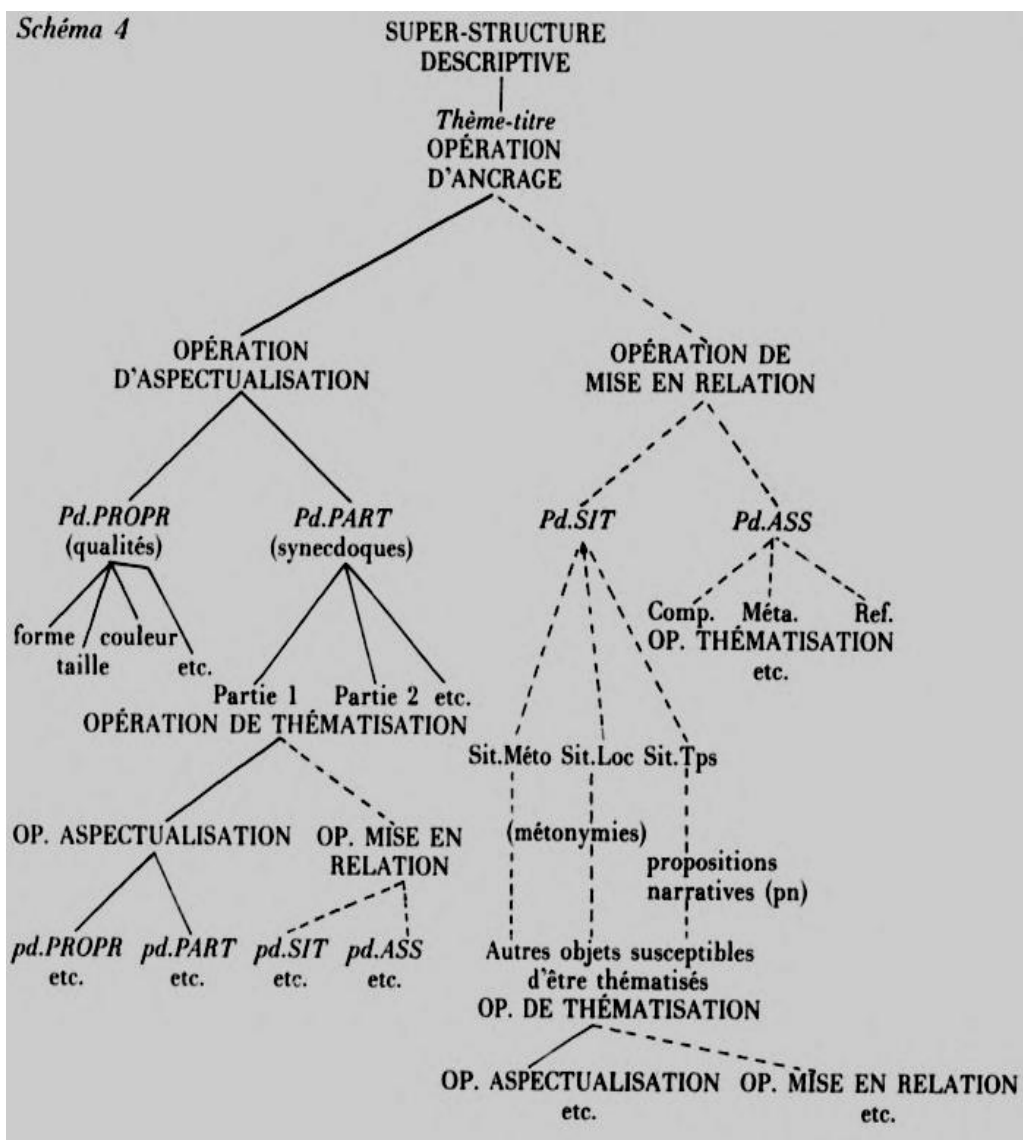 Schéma 4
SUPER-STRUCTURE
DESCRIPTIVE
Thème-titre
OPÉRATION
D'ANCRAGE
OPÉRATION
D'ASPECTUALISATION
OPÉRATION DE
MISE EN RELATION
Pd.PROPR
(qualités)
Pd.PART
(synecdoques)
Pd.SIT
Pd.ASS
forme couleur
taille etc.
Partie 1 Partie 2 etc.
OPÉRATION DE THÉMATISATION
Comp. Méta. Ref.
OP. THÉMATISATION
etc.
Sit.Méto Sit.Loc Sit.Tps
(métonymies)
propositions
narratives (pn)
OP. ASPECTUALISATION
OP. MISE EN
RELATION
pd.PROPR pd.PART pd.SIT pd.ASS
etc. etc. etc. etc.
Autres objets susceptibles
d'être thématisés
OP. DE THÉMATISATION
OP. ASPECTUALISATION OP. MISE EN RELATION
etc. etc.